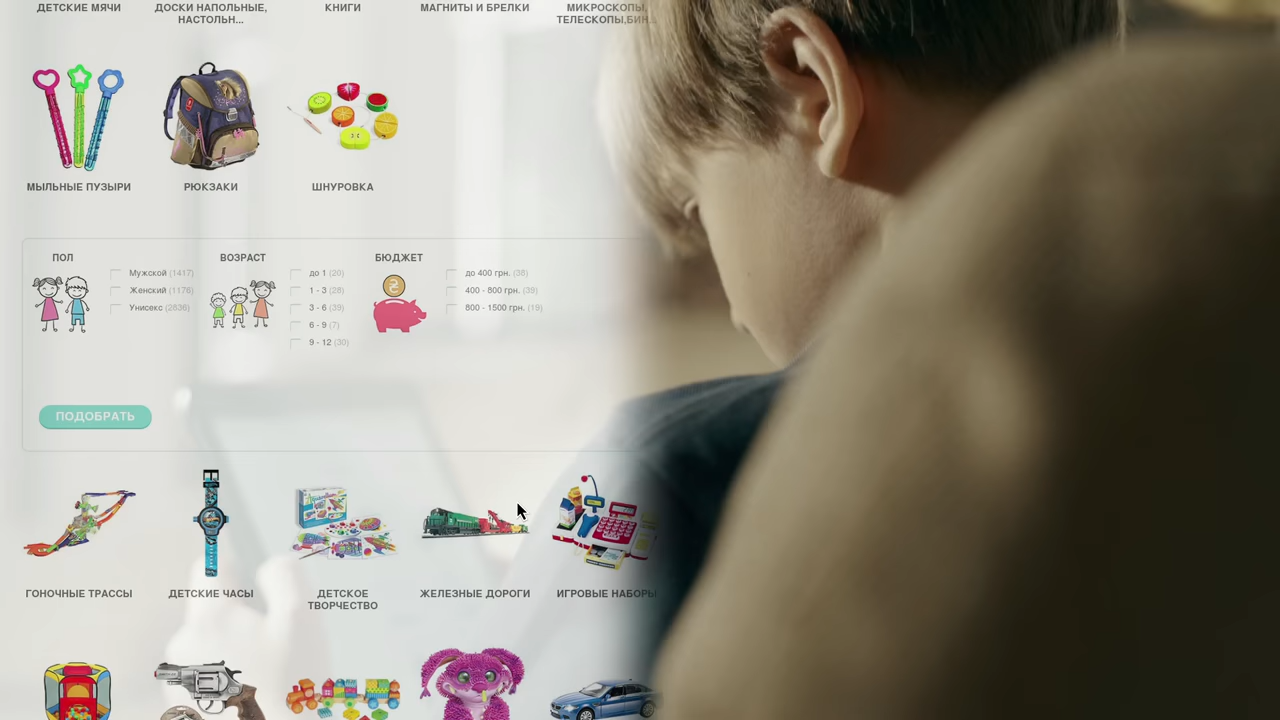 ДЕТСКИЕ МЯЧИ
ДОСКИ НАПОЛЬНЫЕ,
НАСТОЛЬН...
КНИГИ
МАГНИТЫ И БРЕЛКИ
МИКРОСКОПЫ,
ТЕЛЕСКОПЫ,БИН...
МЫЛЬНЫЕ ПУЗЫРИ
РЮКЗАКИ
ШНУРОВКА
ПОЛ
Мужской (1417)
Женский (1176)
Унисекс (2836)
ВОЗРАСТ
до 1 (20)
1 - 3 (28)
3 - 6 (39)
6 - 9 (7)
9 - 12 (30)
БЮДЖЕТ
до 400 грн. (38)
400 - 800 грн. (39)
800 - 1500 грн. (19)
ПОДОБРАТЬ
ГОНОЧНЫЕ ТРАССЫ
ДЕТСКИЕ ЧАСЫ
ДЕТСКОЕ
ТВОРЧЕСТВО
ЖЕЛЕЗНЫЕ ДОРОГИ
ИГРОВЫЕ НАБОРЫ